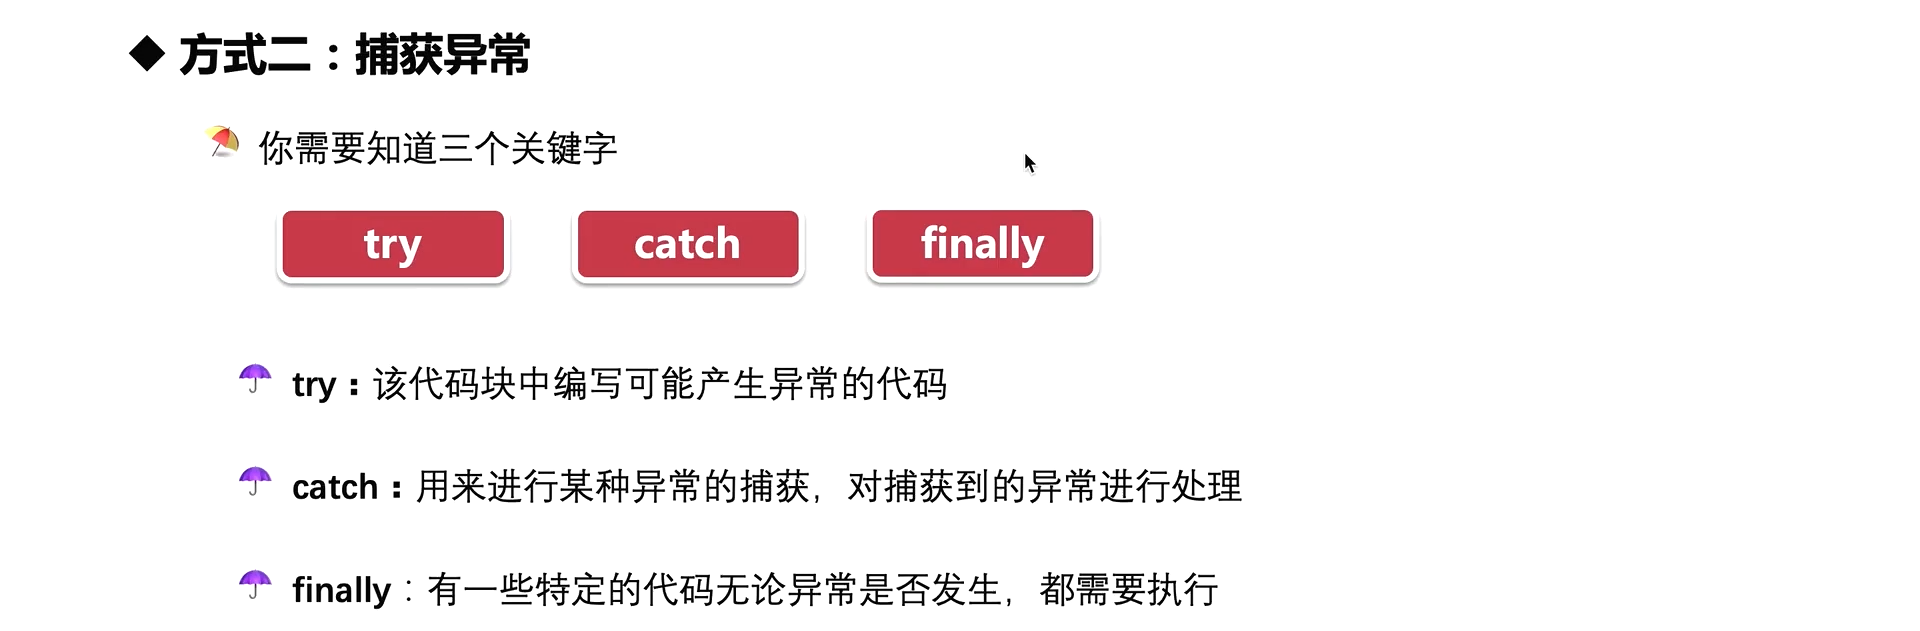 方式二：捕获异常
你需要知道三个关键字
try catch finally
try：该代码块中编写可能产生异常的代码
catch：用来进行某种异常的捕获，对捕获到的异常进行处理
finally：有一些特定的代码无论异常是否发生，都需要执行